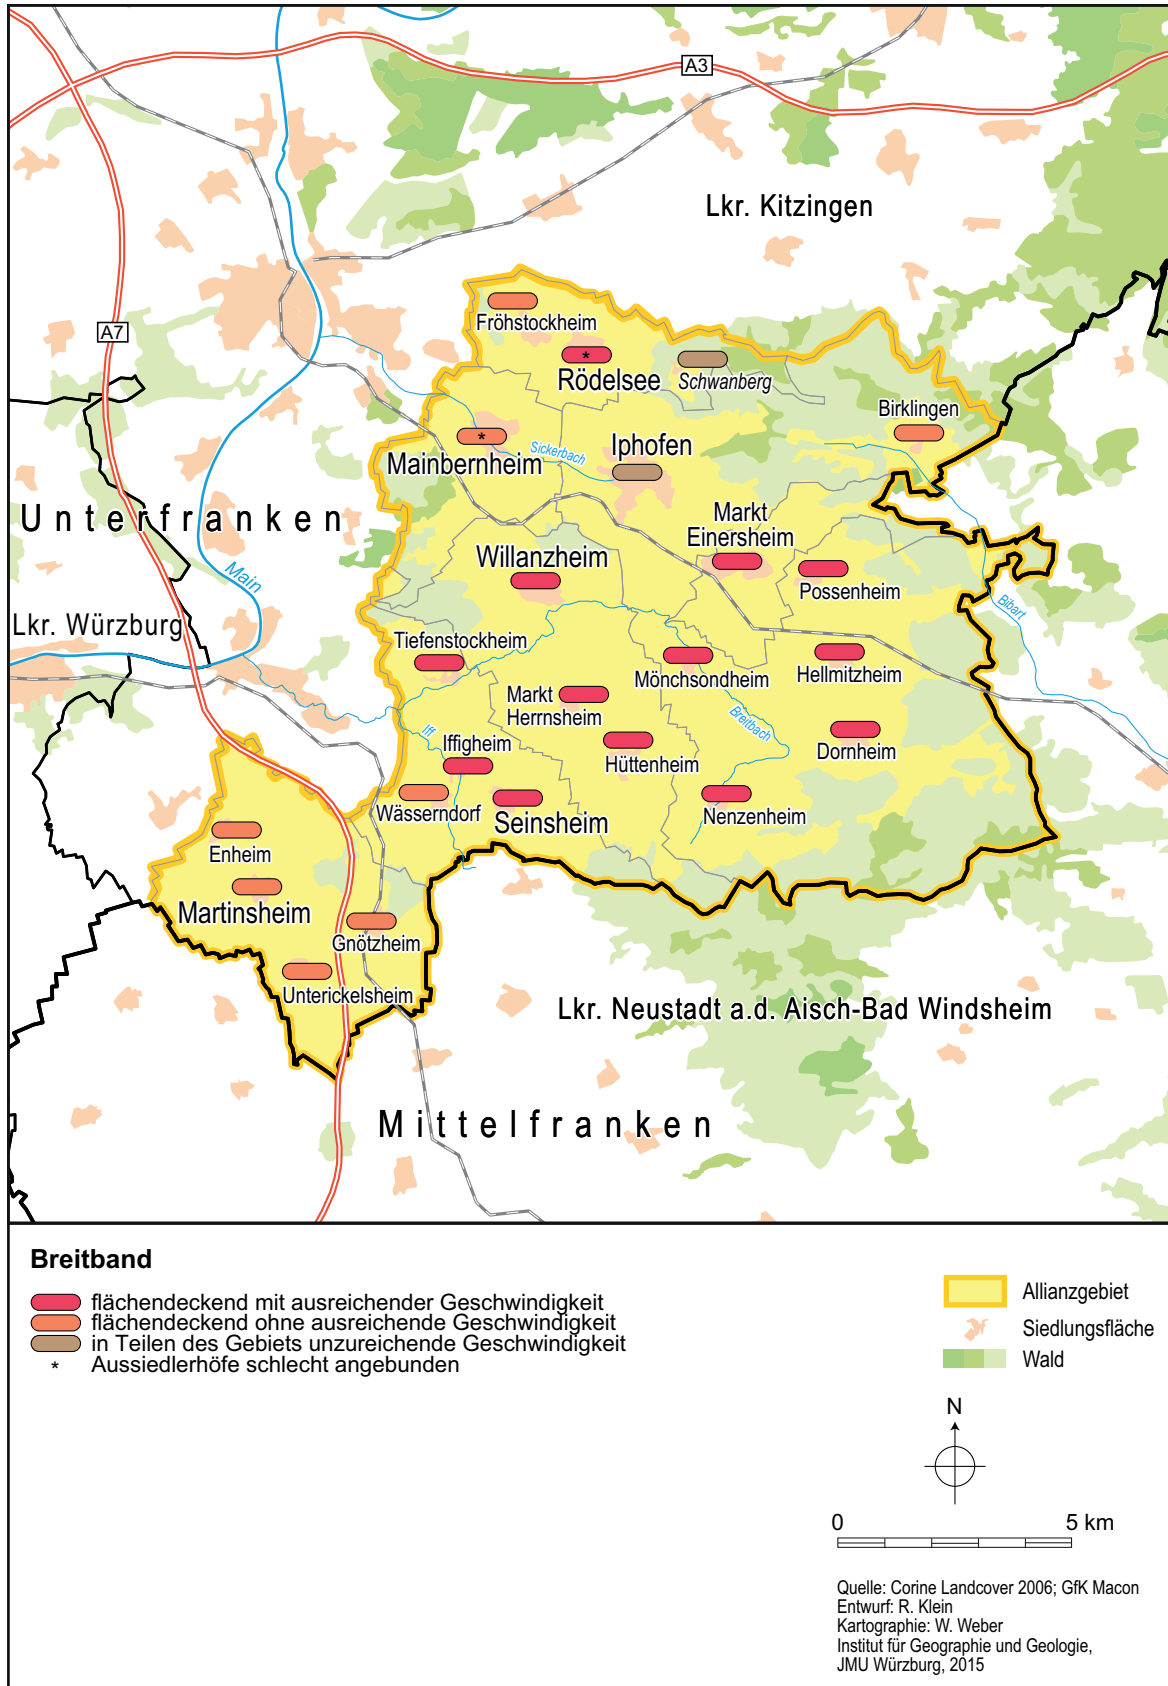 A3
Lkr. Kitzingen
A7
Fröhstockheim
*
Rödelsee
Schwanberg
Birklingen
*
Mainbernheim
Sickerbach
Iphofen
Unterfranken
Markt
Einersheim
Willanzheim
Possenheim
Main
Bibart
Lkr. Würzburg
Tiefenstockheim
Mönchsondheim
Hellmitzheim
Markt
Herrnsheim
Breitbach
Iff
Iffigheim
Hüttenheim
Dornheim
Wässerndorf
Seinsheim
Nenzenheim
Enheim
Martinsheim
Gnötzheim
Unterickelsheim
Lkr. Neustadt a.d. Aisch-Bad Windsheim
Mittelfranken
Breitband
flächendeckend mit ausreichender Geschwindigkeit
flächendeckend ohne ausreichende Geschwindigkeit
in Teilen des Gebiets unzureichende Geschwindigkeit
* Aussiedlerhöfe schlecht angebunden
Allianzgebiet
Siedlungsfläche
Wald
N
0 5 km
Quelle: Corine Landcover 2006; GfK Macon
Entwurf: R. Klein
Kartographie: W. Weber
Institut für Geographie und Geologie,
JMU Würzburg, 2015